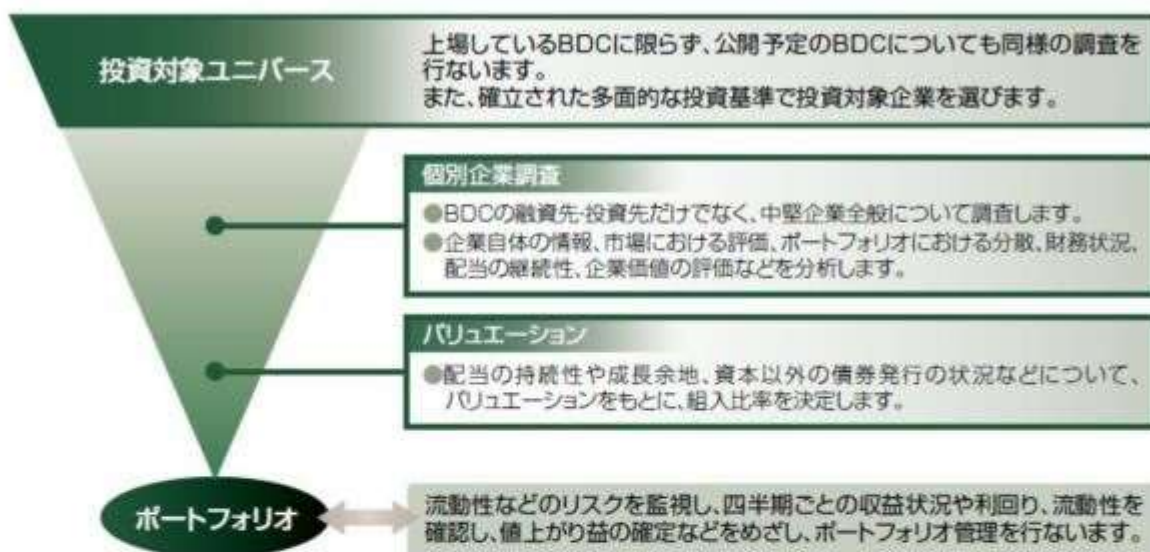 投資対象ユニバース
上場しているBDCに限らず、公開予定のBDCについても同様の調査を
行ないます。
また、確立された多面的な投資基準で投資対象企業を選びます。
個別企業調査
●BDCの融資先・投資先だけでなく、中堅企業全般について調査します。
●企業自体の情報、市場における評価、ポートフォリオにおける分散、財務状況、
配当の継続性、企業価値の評価などを分析します。
バリュエーション
●配当の持続性や成長余地、資本以外の債券発行の状況などについて、
バリュエーションをもとに、組入比率を決定します。
ポートフォリオ
流動性などのリスクを監視し、四半期ごとの収益状況や利回り、流動性を
確認し、値上がり益の確定などをめざし、ポートフォリオ管理を行ないます。